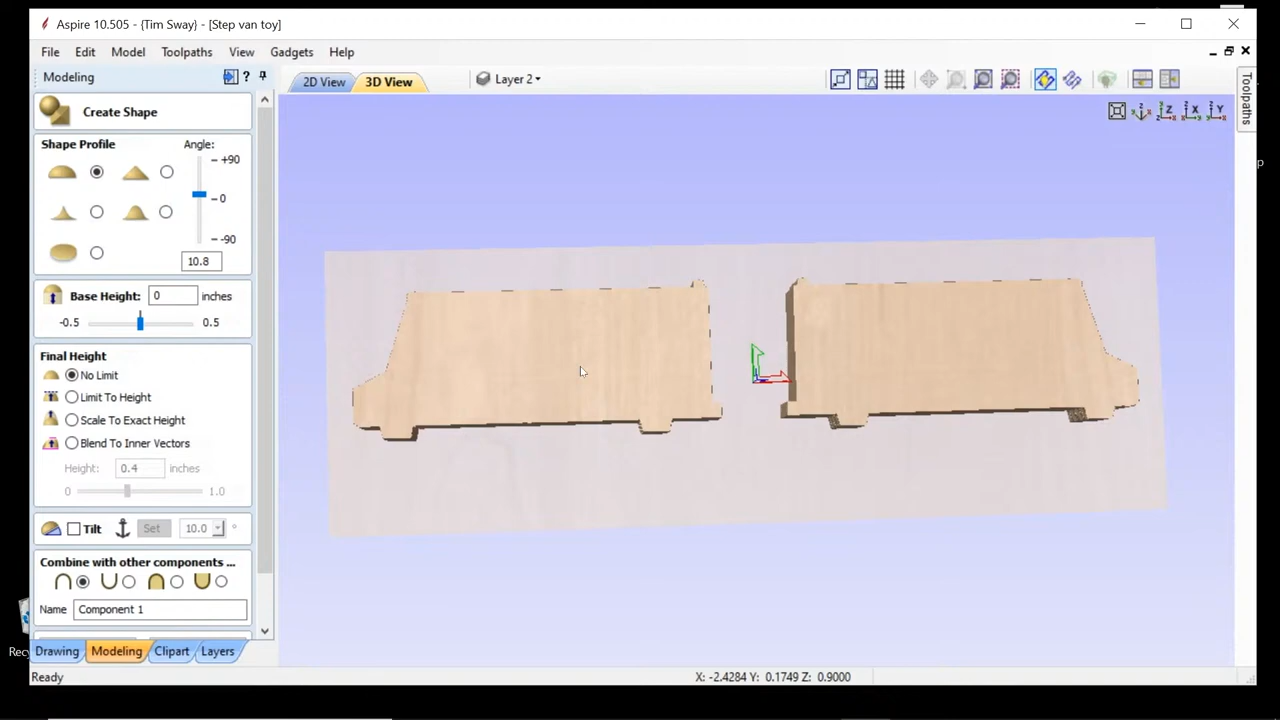 Aspire 10.505 - {Tim Sway} - [Step van toy]
File Edit Model Toolpaths View Gadgets Help
Modeling ?
2D View 3D View Layer 2
Create Shape
Shape Profile Angle:
+90
0
-90
10.8
Base Height: 0 inches
-0.5 0.5
Final Height
No Limit
Limit To Height
Scale To Exact Height
Blend To Inner Vectors
Height: 0.4 inches
0 1.0
Tilt Set 10.0 °
Combine with other components ...
Name Component 1
Drawing Modeling Clipart Layers
Ready X: -2.4284 Y: 0.1749 Z: 0.9000
Toolpaths
Z X Y
Recy
p